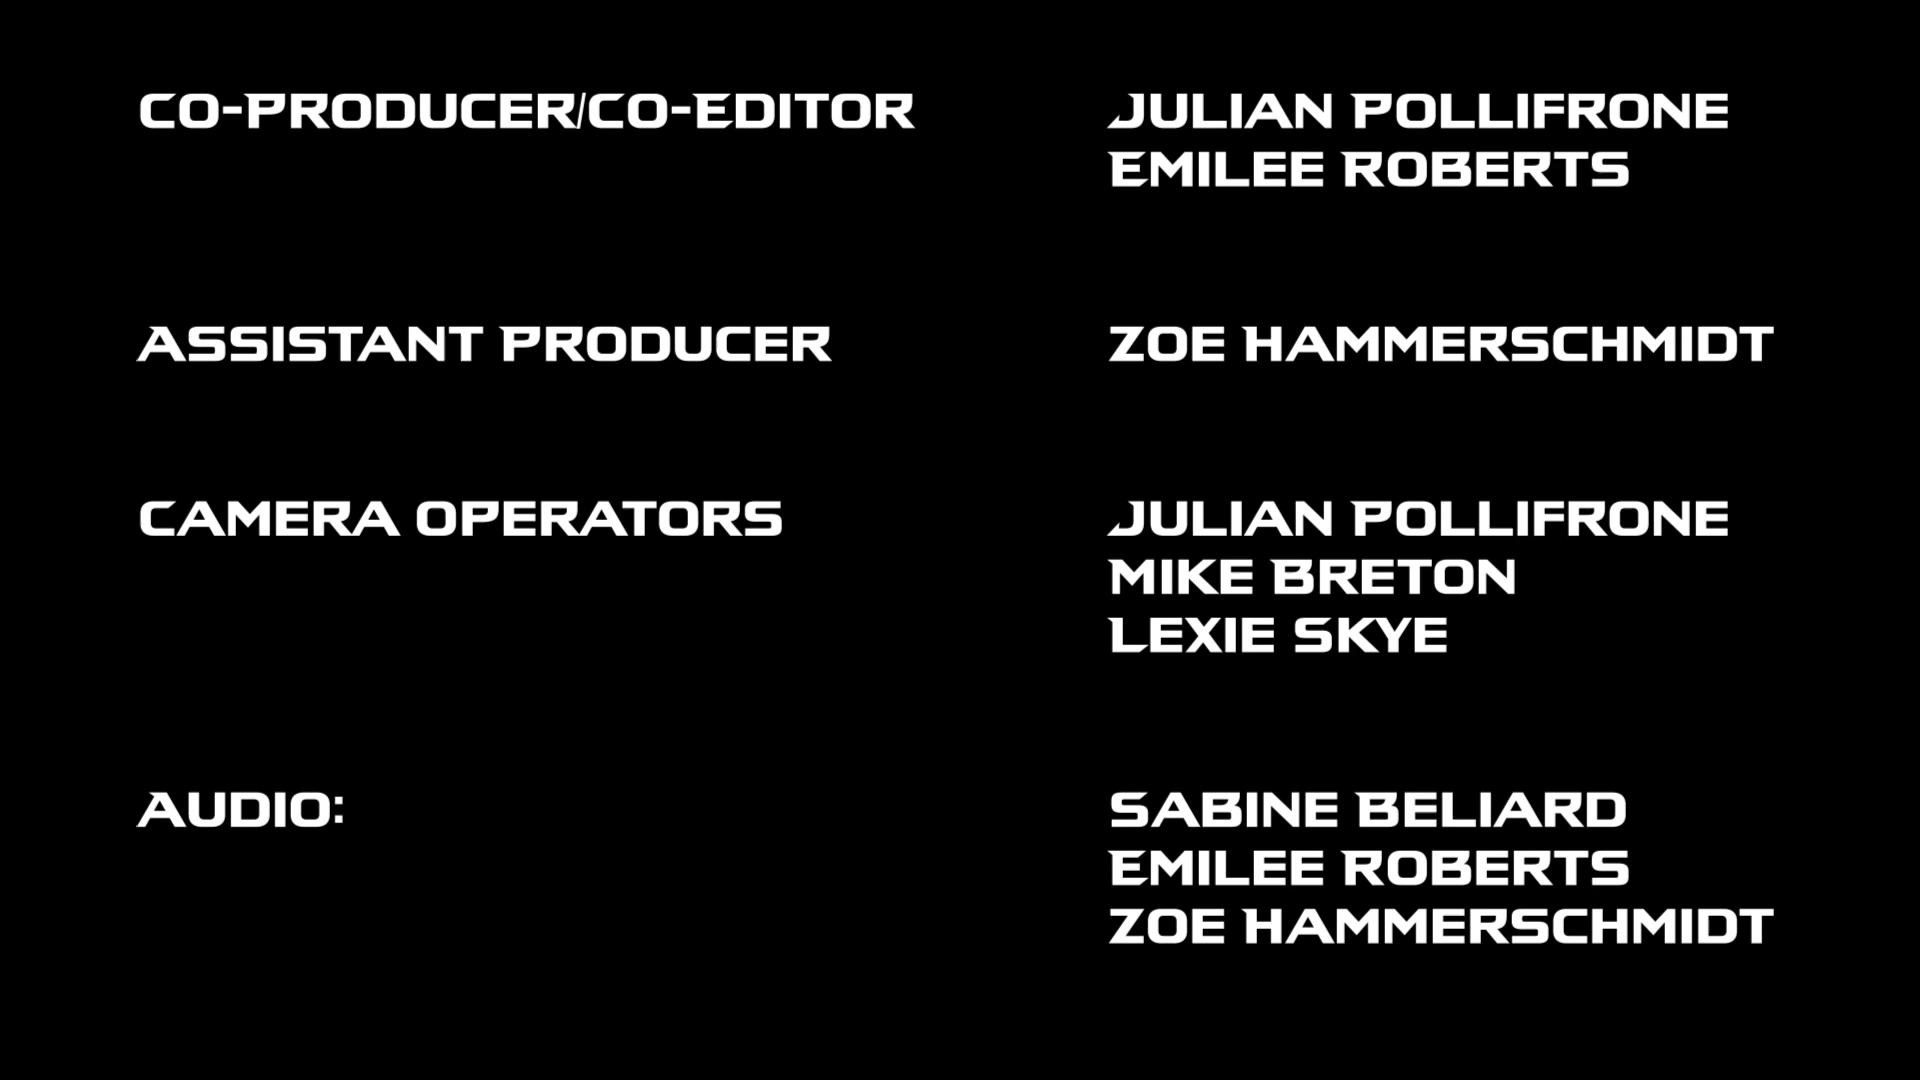 Co-Producer/Co-Editor Julian Pollifrone
Emilee Roberts
Assistant Producer Zoe Hammerschmidt
Camera Operators Julian Pollifrone
Mike Breton
Lexie Skye
Audio: Sabine Beliard
Emilee Roberts
Zoe Hammerschmidt